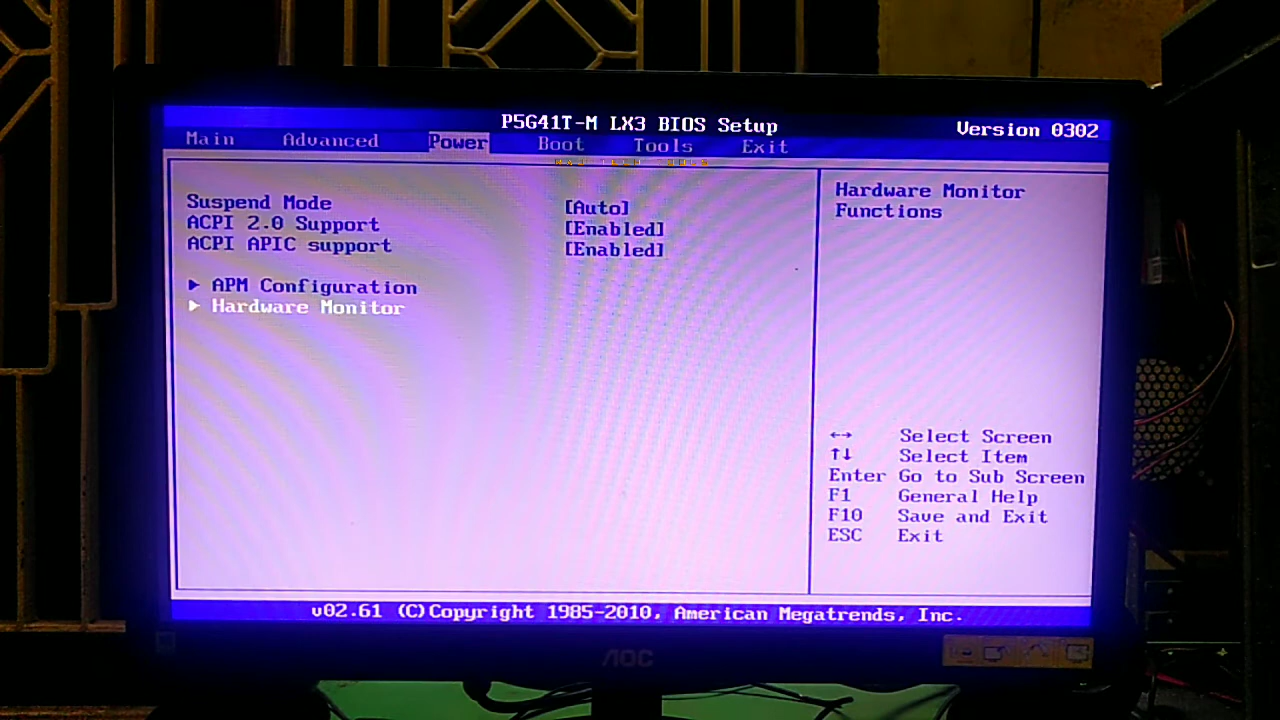 P5G41T-M LX3 BIOS Setup Version 0302
Main Advanced Power Boot Tools Exit
Suspend Mode [Auto]
ACPI 2.0 Support [Enabled]
ACPI APIC support [Enabled]
▶ APM Configuration
▶ Hardware Monitor
Hardware Monitor
Functions
←→ Select Screen
↑↓ Select Item
Enter Go to Sub Screen
F1 General Help
F10 Save and Exit
ESC Exit
v02.61 (C)Copyright 1985-2010, American Megatrends, Inc.
AOC